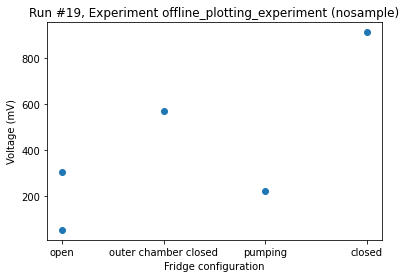 Run #19, Experiment offline_plotting_experiment (nosample)
800
600
400
200
Voltage (mV)
open
outer chamber closed
pumping
closed
Fridge configuration